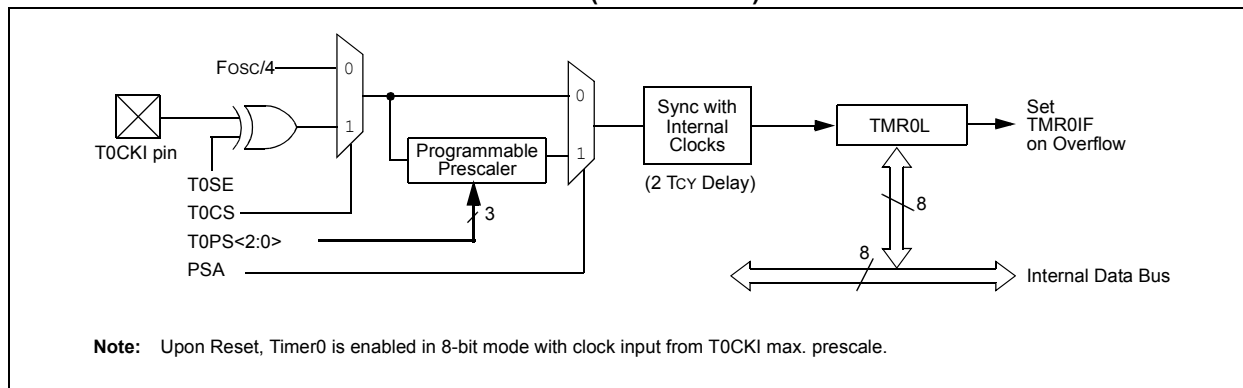 Fosc/4
0
1
T0CKI pin
T0SE
T0CS
T0PS<2:0>
PSA
Programmable
Prescaler
3
0
1
Sync with
Internal
Clocks
(2 TCY Delay)
TMR0L
Set
TMR0IF
on Overflow
8
8
Internal Data Bus
Note: Upon Reset, Timer0 is enabled in 8-bit mode with clock input from T0CKI max. prescale.